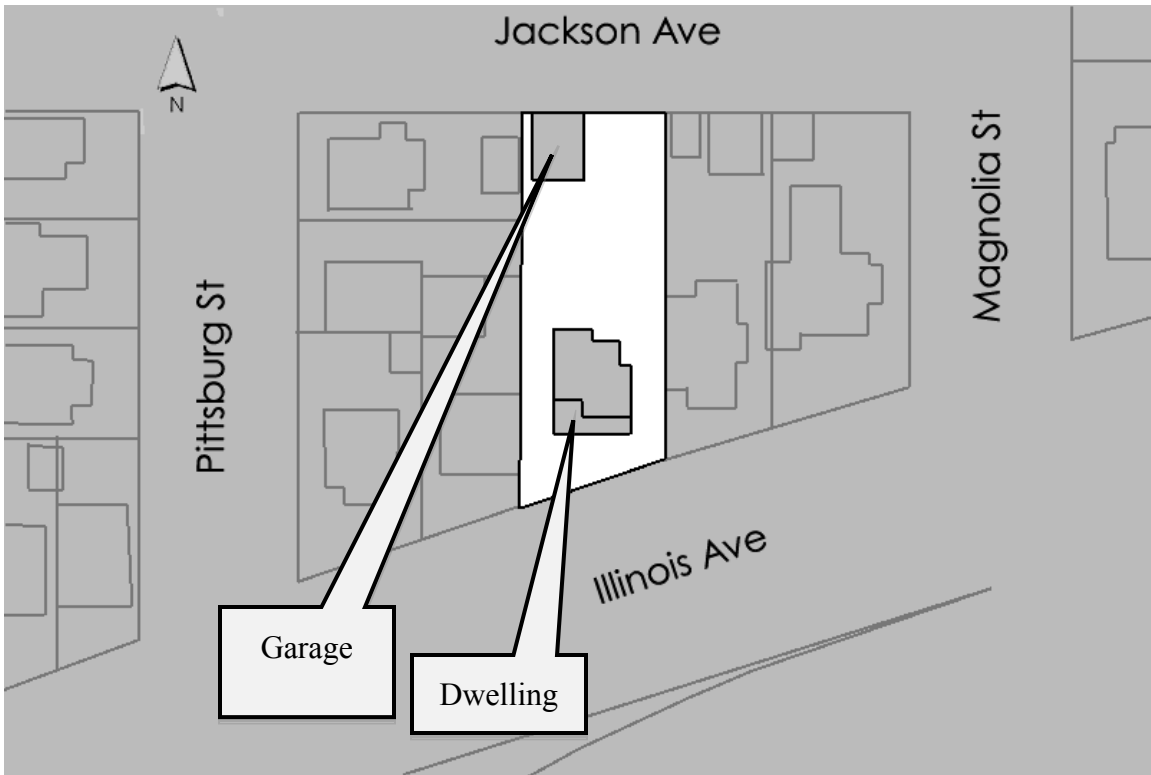 Jackson Ave
N
Magnolia St
Pittsburg St
Illinois Ave
Garage
Dwelling